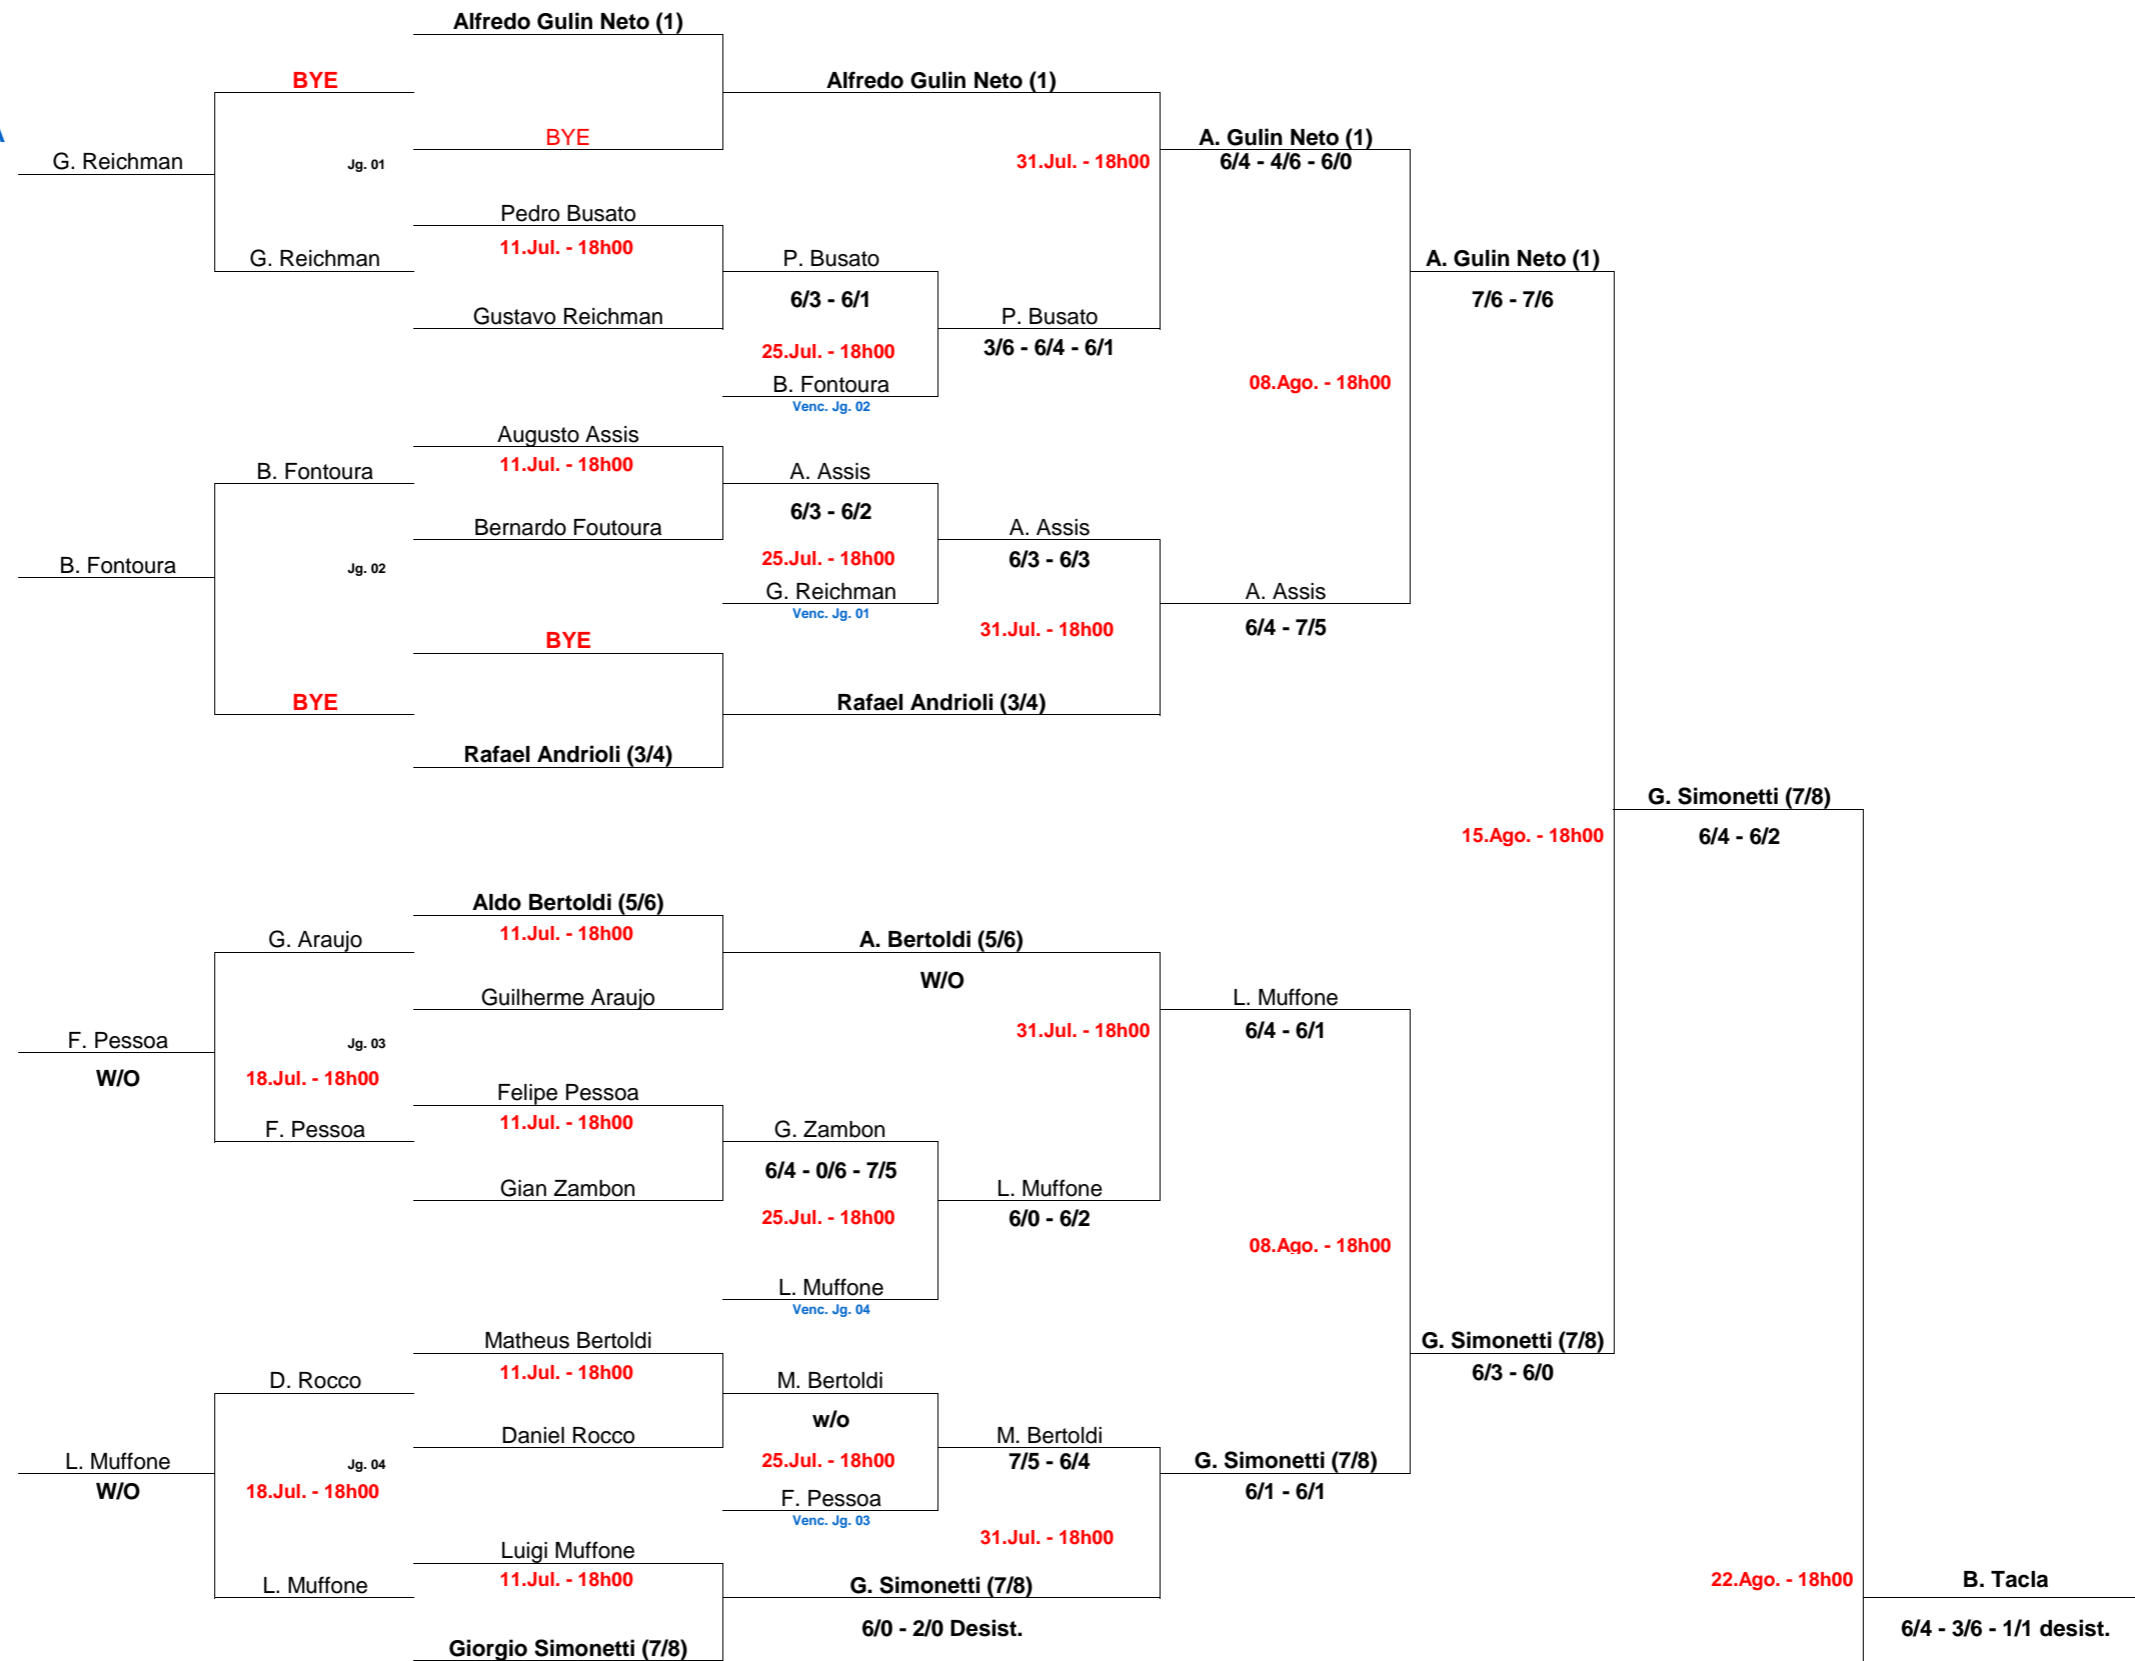 Alfredo Gulin Neto (1)
BYE
Alfredo Gulin Neto (1)
A
BYE
A. Gulin Neto (1)
G. Reichman
Jg. 01
31.Jul. - 18h00
6/4 - 4/6 - 6/0
Pedro Busato
11.Jul. - 18h00
G. Reichman
P. Busato
A. Gulin Neto (1)
6/3 - 6/1
7/6 - 7/6
Gustavo Reichman
P. Busato
25.Jul. - 18h00
3/6 - 6/4 - 6/1
B. Fontoura
08.Ago. - 18h00
Venc. Jg. 02
Augusto Assis
11.Jul. - 18h00
B. Fontoura
A. Assis
6/3 - 6/2
Bernardo Foutoura
A. Assis
B. Fontoura
Jg. 02
25.Jul. - 18h00
6/3 - 6/3
G. Reichman
A. Assis
Venc. Jg. 01
31.Jul. - 18h00
6/4 - 7/5
BYE
BYE
Rafael Andrioli (3/4)
Rafael Andrioli (3/4)
G. Simonetti (7/8)
15.Ago. - 18h00
6/4 - 6/2
Aldo Bertoldi (5/6)
11.Jul. - 18h00
G. Araujo
A. Bertoldi (5/6)
W/O
Guilherme Araujo
L. Muffone
F. Pessoa
Jg. 03
31.Jul. - 18h00
6/4 - 6/1
W/O
18.Jul. - 18h00
Felipe Pessoa
11.Jul. - 18h00
F. Pessoa
G. Zambon
6/4 - 0/6 - 7/5
Gian Zambon
L. Muffone
25.Jul. - 18h00
6/0 - 6/2
08.Ago. - 18h00
L. Muffone
Venc. Jg. 04
Matheus Bertoldi
G. Simonetti (7/8)
11.Jul. - 18h00
6/3 - 6/0
D. Rocco
M. Bertoldi
w/o
Daniel Rocco
M. Bertoldi
L. Muffone
Jg. 04
25.Jul. - 18h00
7/5 - 6/4
G. Simonetti (7/8)
W/O
18.Jul. - 18h00
F. Pessoa
6/1 - 6/1
Venc. Jg. 03
31.Jul. - 18h00
Luigi Muffone
11.Jul. - 18h00
L. Muffone
G. Simonetti (7/8)
22.Ago. - 18h00
B. Tacla
6/0 - 2/0 Desist.
6/4 - 3/6 - 1/1 desist.
Giorgio Simonetti (7/8)